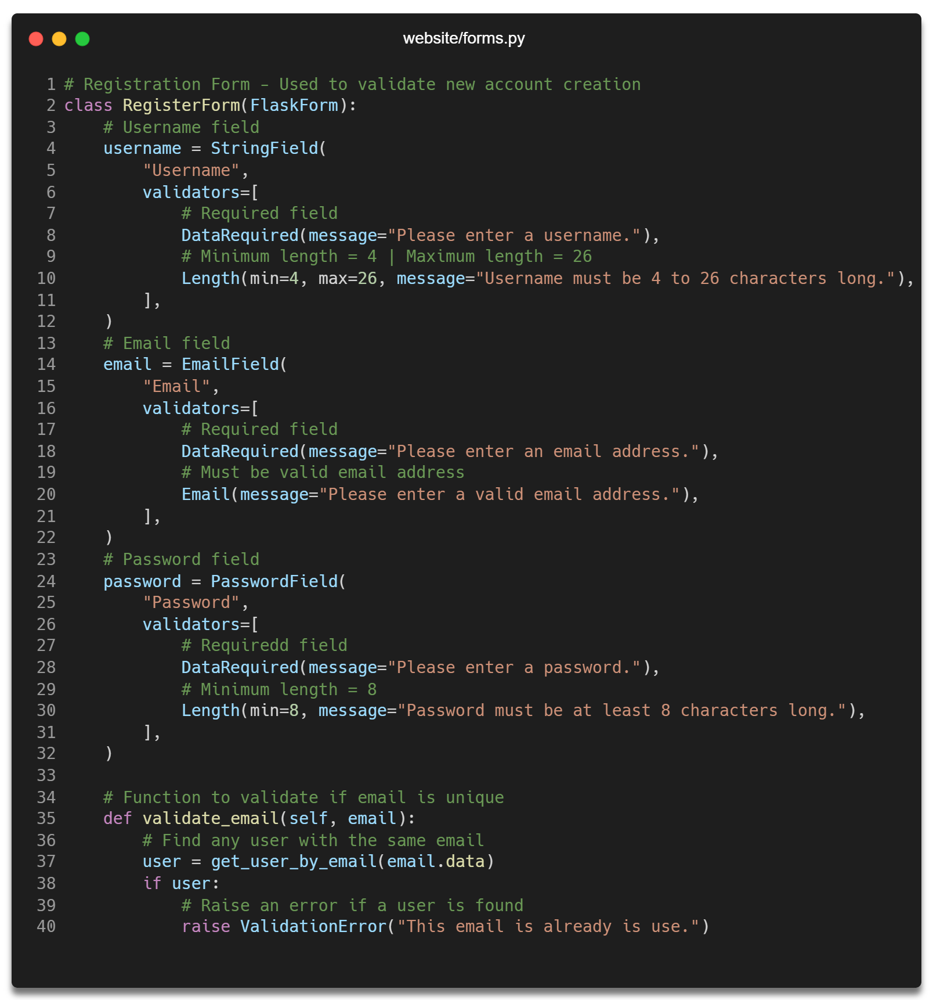 website/forms.py
1 # Registration Form - Used to validate new account creation
2 class RegisterForm(FlaskForm):
3     # Username field
4     username = StringField(
5         "Username",
6         validators=[
7             # Required field
8             DataRequired(message="Please enter a username."),
9             # Minimum length = 4 | Maximum length = 26
10             Length(min=4, max=26, message="Username must be 4 to 26 characters long."),
11         ],
12     )
13     # Email field
14     email = EmailField(
15         "Email",
16         validators=[
17             # Required field
18             DataRequired(message="Please enter an email address."),
19             # Must be valid email address
20             Email(message="Please enter a valid email address."),
21         ],
22     )
23     # Password field
24     password = PasswordField(
25         "Password",
26         validators=[
27             # Requiredd field
28             DataRequired(message="Please enter a password."),
29             # Minimum length = 8
30             Length(min=8, message="Password must be at least 8 characters long."),
31         ],
32     )
33
34     # Function to validate if email is unique
35     def validate_email(self, email):
36         # Find any user with the same email
37         user = get_user_by_email(email.data)
38         if user:
39             # Raise an error if a user is found
40             raise ValidationError("This email is already is use.")